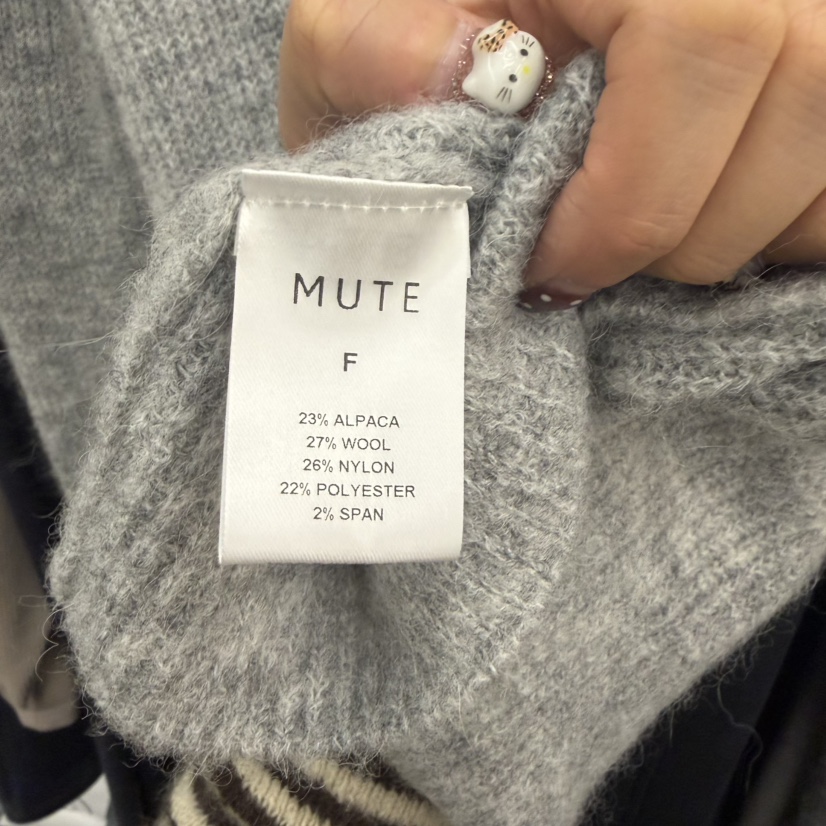 MUTE
F
23% ALPACA
27% WOOL
26% NYLON
22% POLYESTER
2% SPAN